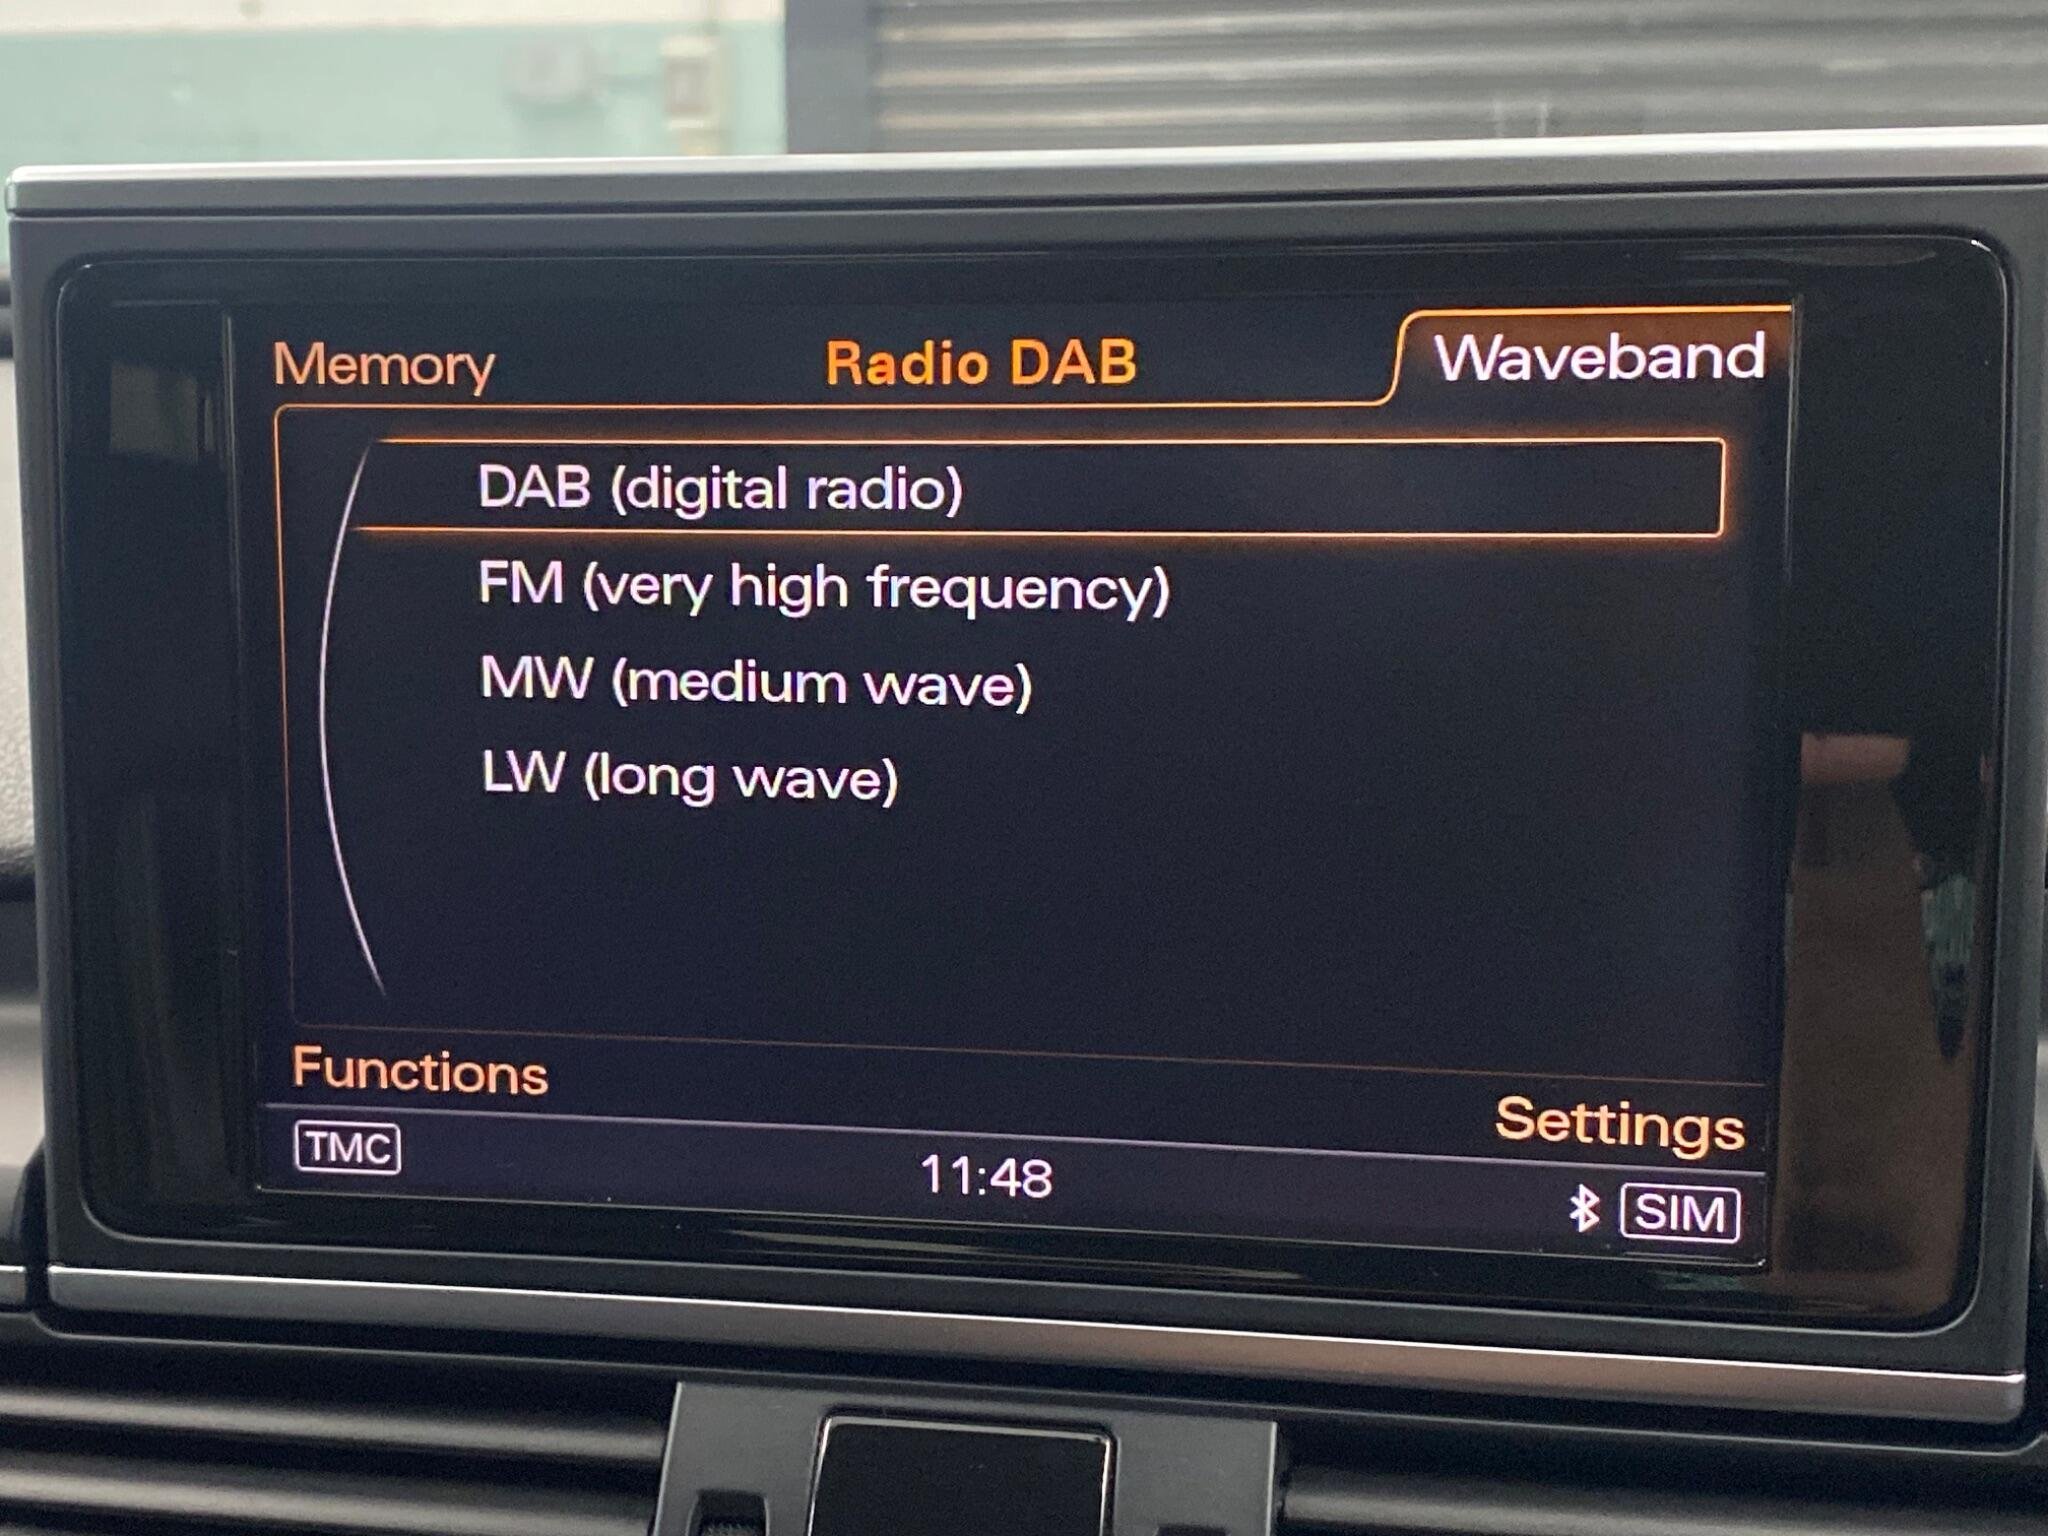 Memory
Radio DAB
Waveband
DAB (digital radio)
FM (very high frequency)
MW (medium wave)
LW (long wave)
Functions
Settings
TMC
11:48
SIM